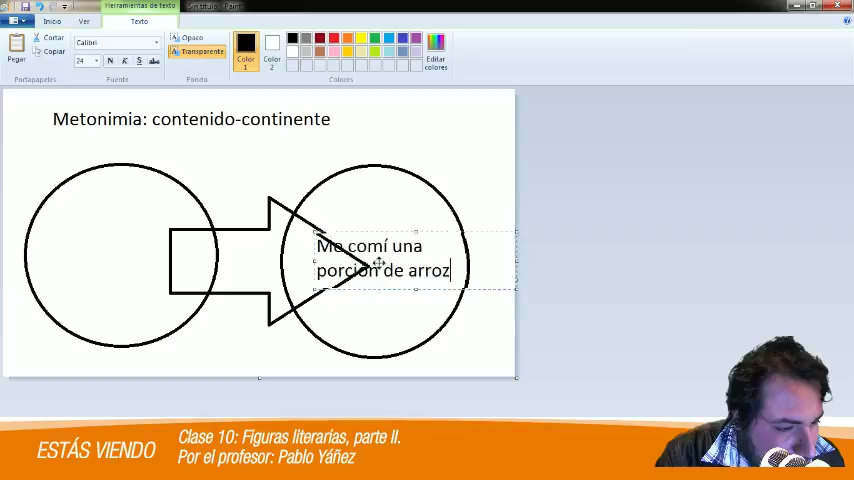 Herramientas de texto
Sin título - Paint
Inicio
Ver
Texto
Pegar
Cortar
Copiar
Portapapeles
Calibri
24
N
K
S
abc
Fuente
Opaco
Transparente
Fondo
Color
1
Color
2
Editar
colores
Colores
Metonimia: contenido-continente
Me comí una
porción de arroz
ESTÁS VIENDO
Clase 10: Figuras literarias, parte II.
Por el profesor: Pablo Yáñez